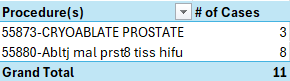 Procedure(s) # of Cases
55873-CRYOABLATE PROSTATE 3
55880-Abltj mal prst8 tiss hifu 8
Grand Total 11